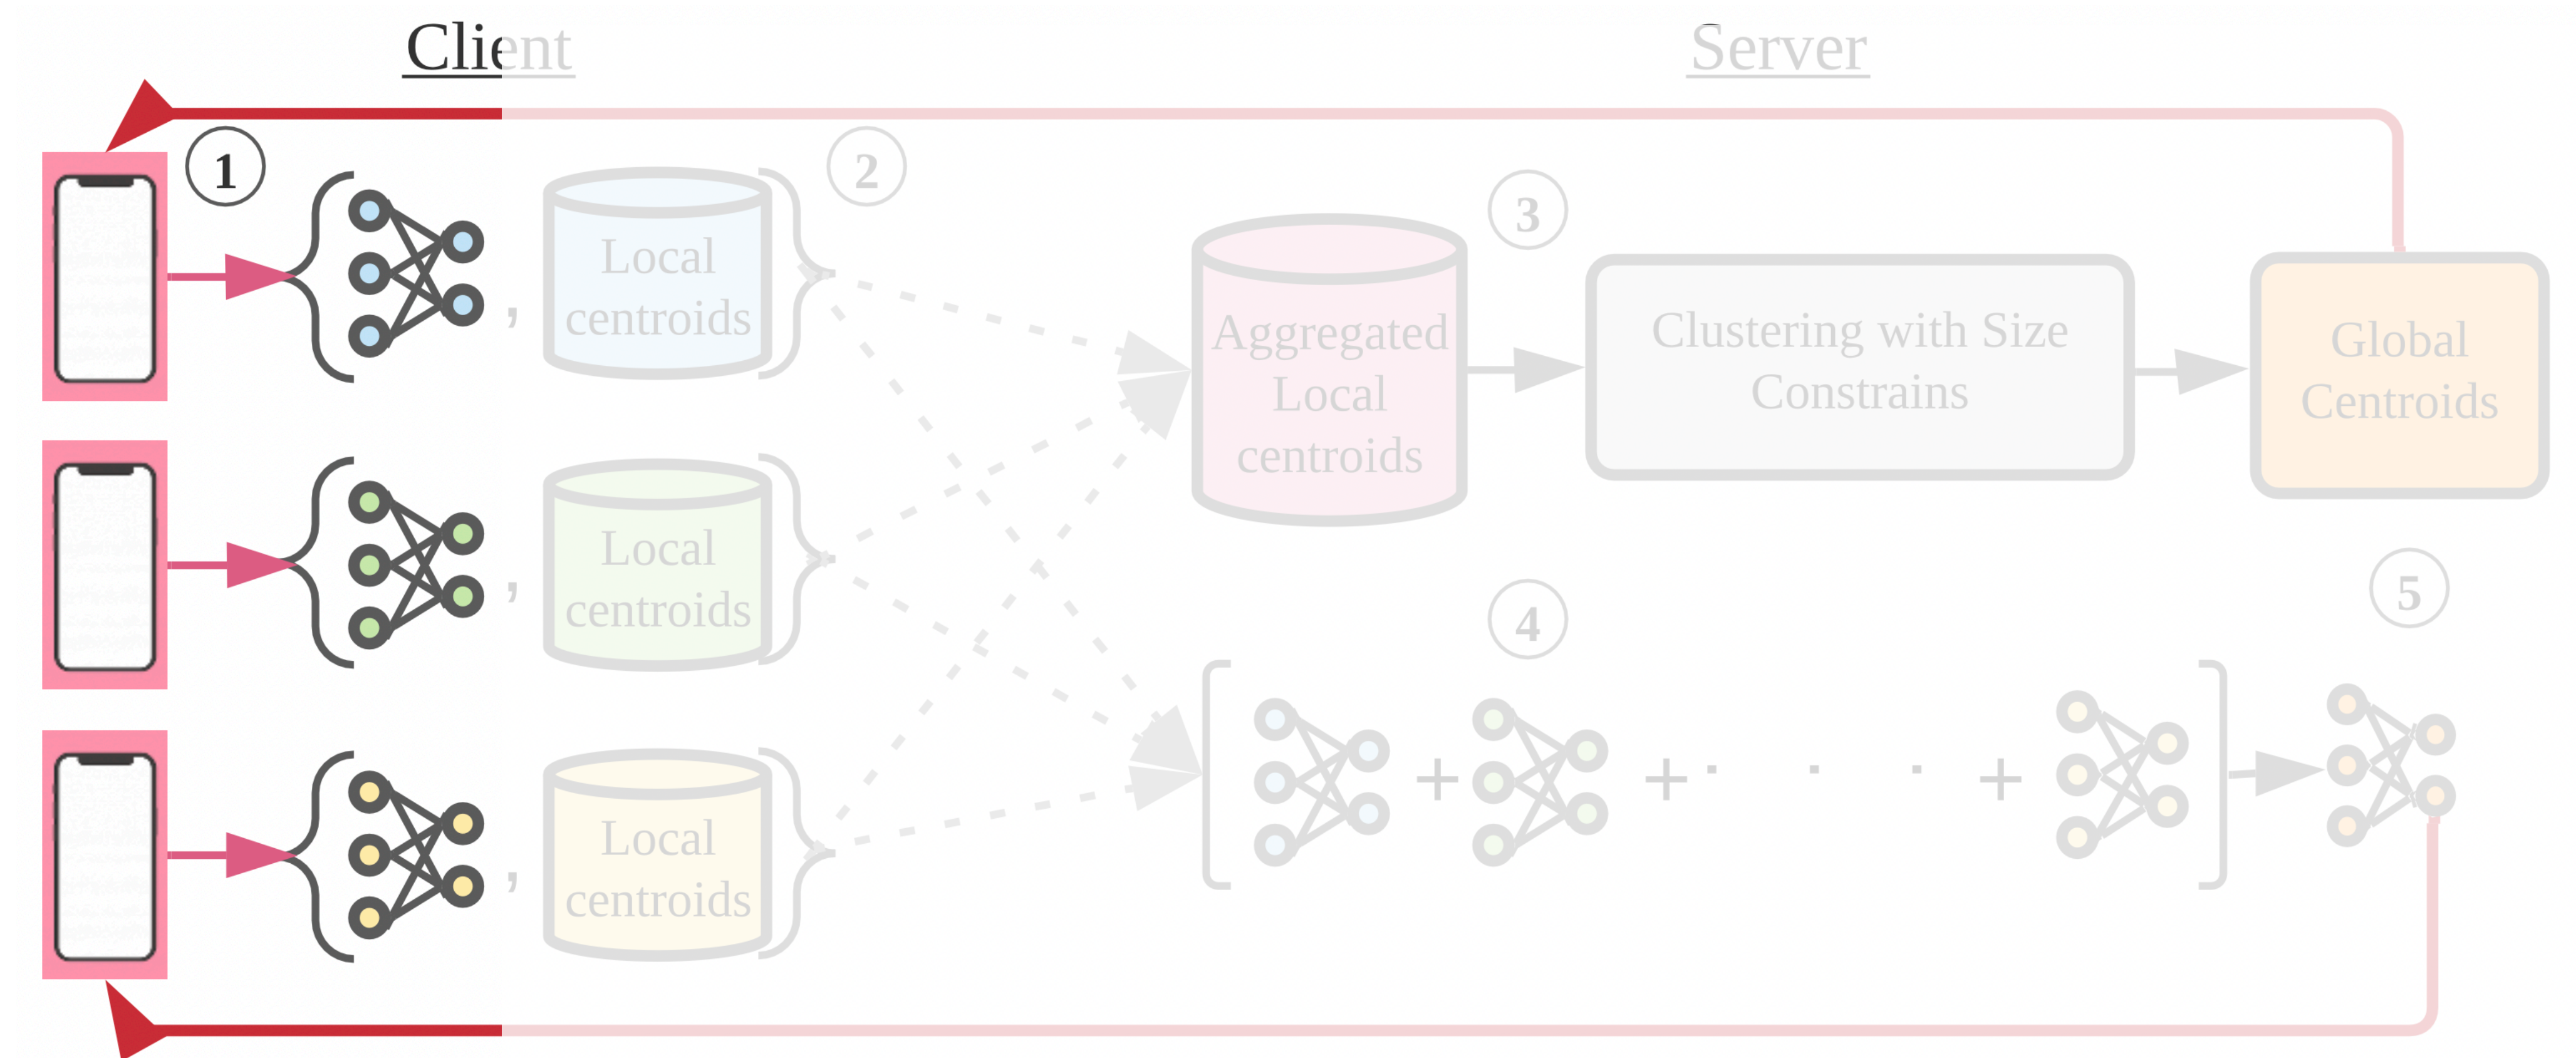 Client
Server
1
2
3
4
5
,
Local
centroids
,
Local
centroids
,
Local
centroids
Aggregated
Local
centroids
Clustering with Size
Constrains
Global
Centroids
+ + · · · +